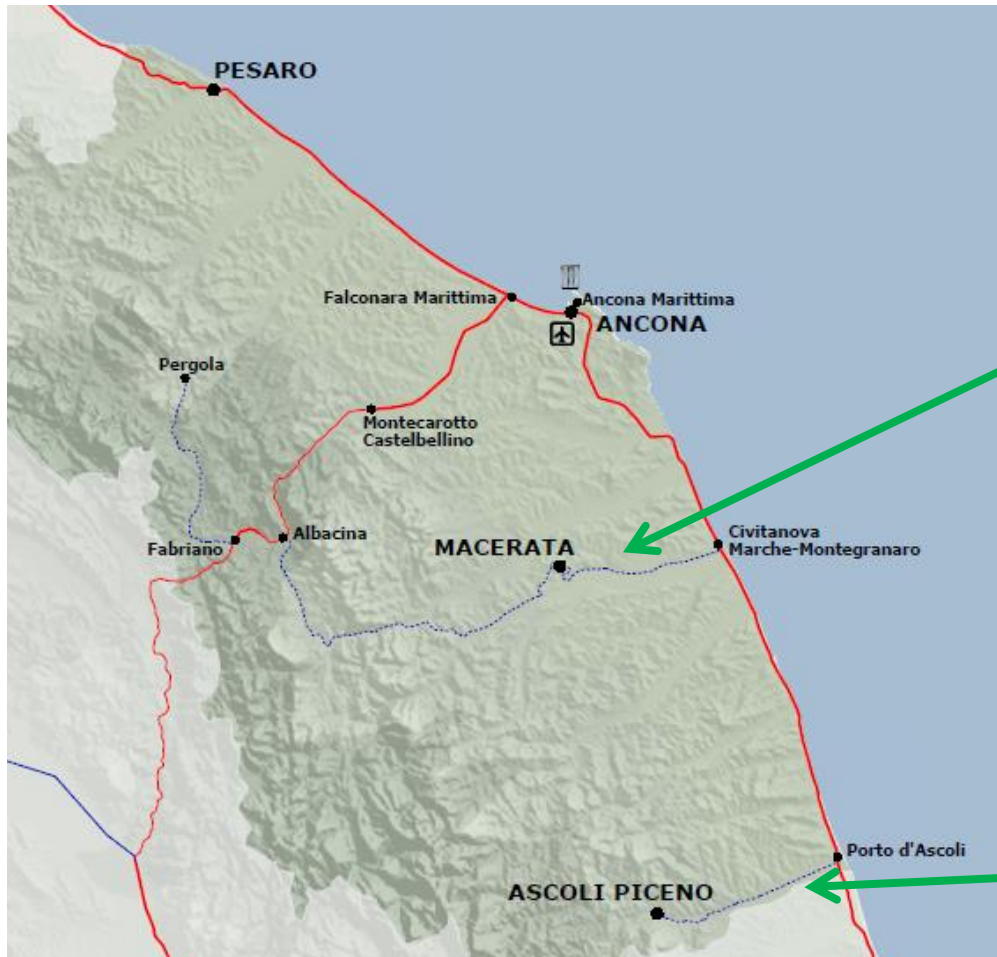 PESARO
Falconara Marittima
Ancona Marittima
ANCONA
Pergola
Montecarotto
Castelbellino
Fabriano
Albacina
MACERATA
Civitanova
Marche-Montegranaro
Porto d'Ascoli
ASCOLI PICENO